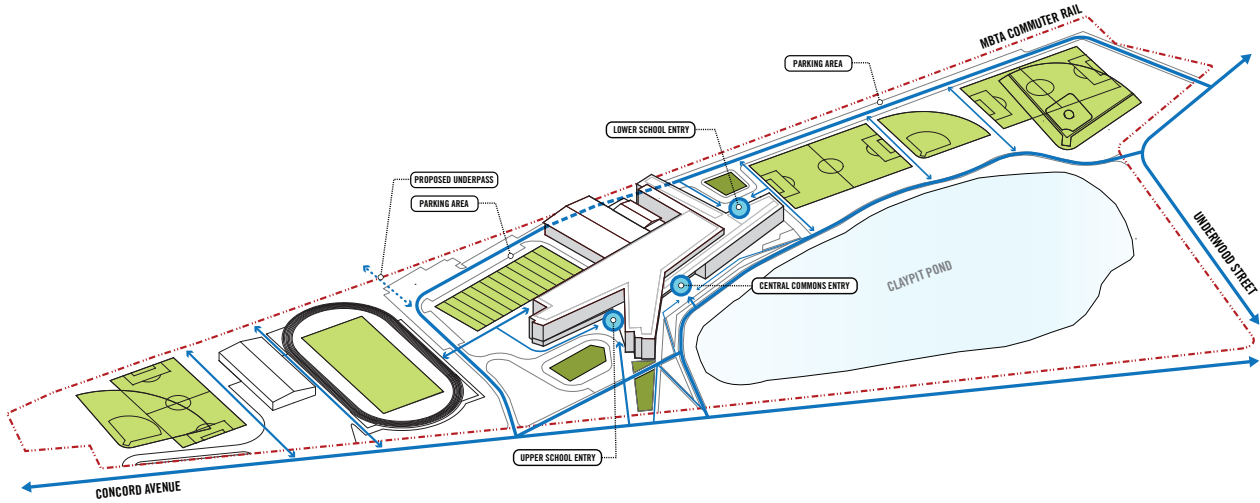 MBTA COMMUTER RAIL
PARKING AREA
LOWER SCHOOL ENTRY
PROPOSED UNDERPASS
PARKING AREA
UNDERWOOD STREET
CLAYPIT POND
CENTRAL COMMONS ENTRY
UPPER SCHOOL ENTRY
CONCORD AVENUE